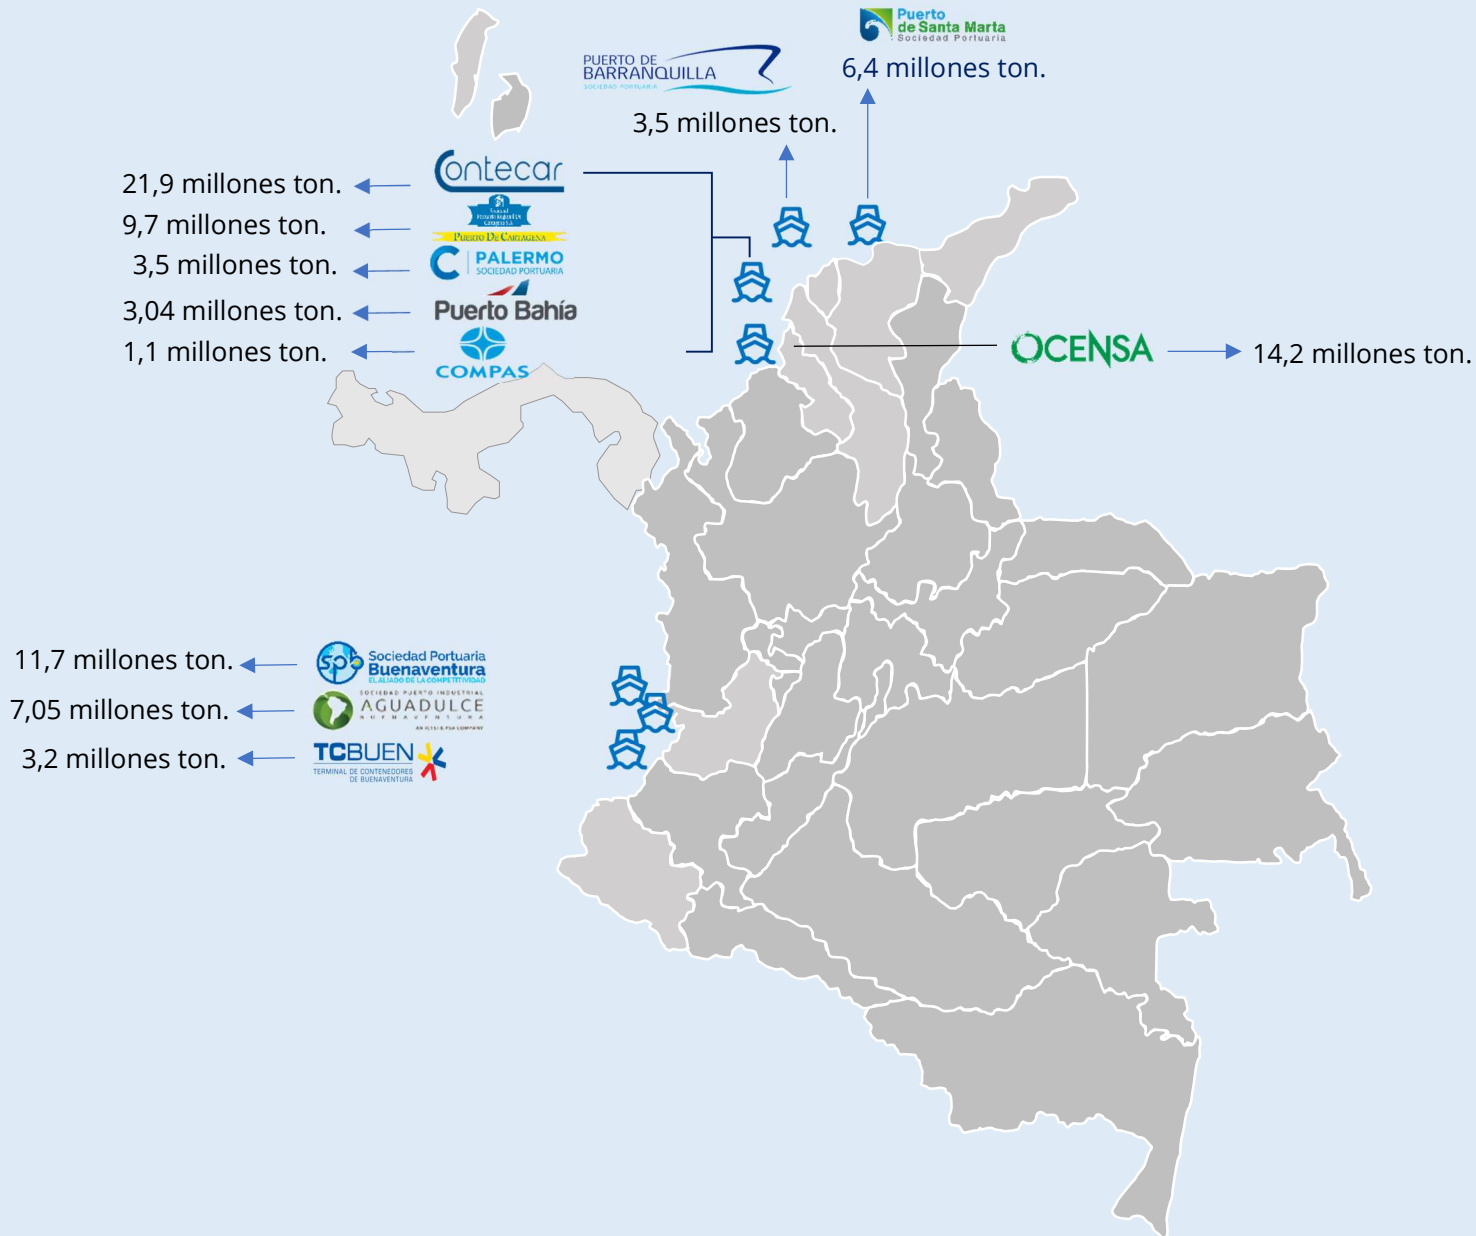 Puerto
de Santa Marta
Sociedad Portuaria
6,4 millones ton.
PUERTO DE
BARRANQUILLA
SOCIEDAD PORTUARIA
3,5 millones ton.
21,9 millones ton.
Contecar
9,7 millones ton.
PUERTO DE CARTAGENA
3,5 millones ton.
C PALERMO
SOCIEDAD PORTUARIA
3,04 millones ton.
Puerto Bahía
1,1 millones ton.
COMPAS
OCENSA
14,2 millones ton.
11,7 millones ton.
spb Sociedad Portuaria
Buenaventura
EL ALIADO DE LA COMPETITIVIDAD
7,05 millones ton.
SOCIEDAD PUERTO INDUSTRIAL
AGUADULCE
BUENAVENTURA
3,2 millones ton.
TCBUEN
TERMINAL DE CONTENEDORES
DE BUENAVENTURA